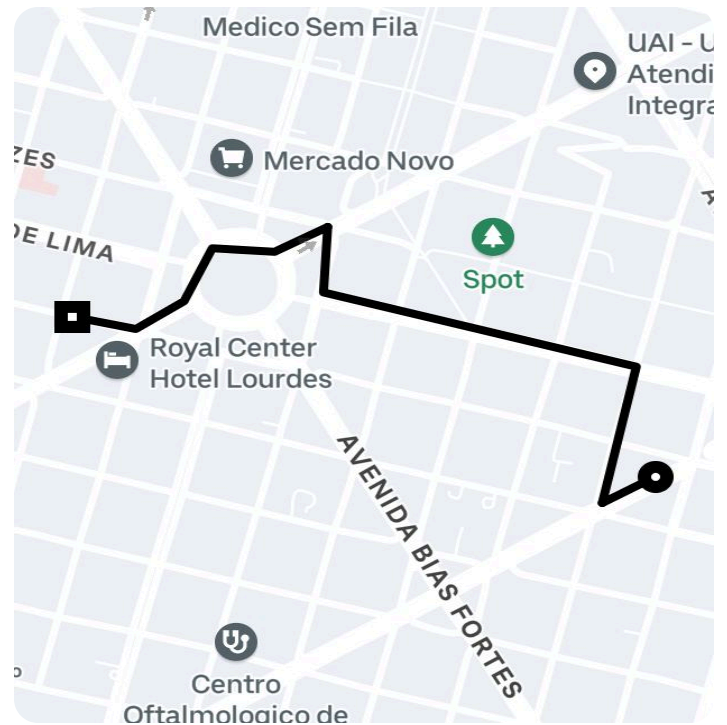 Medico Sem Fila
UAI - U
Atendi
Integra
Mercado Novo
ZES
DE LIMA
Spot
Royal Center
Hotel Lourdes
AVENIDA BIAS FORTES
A
Centro
Oftalmologico de
o